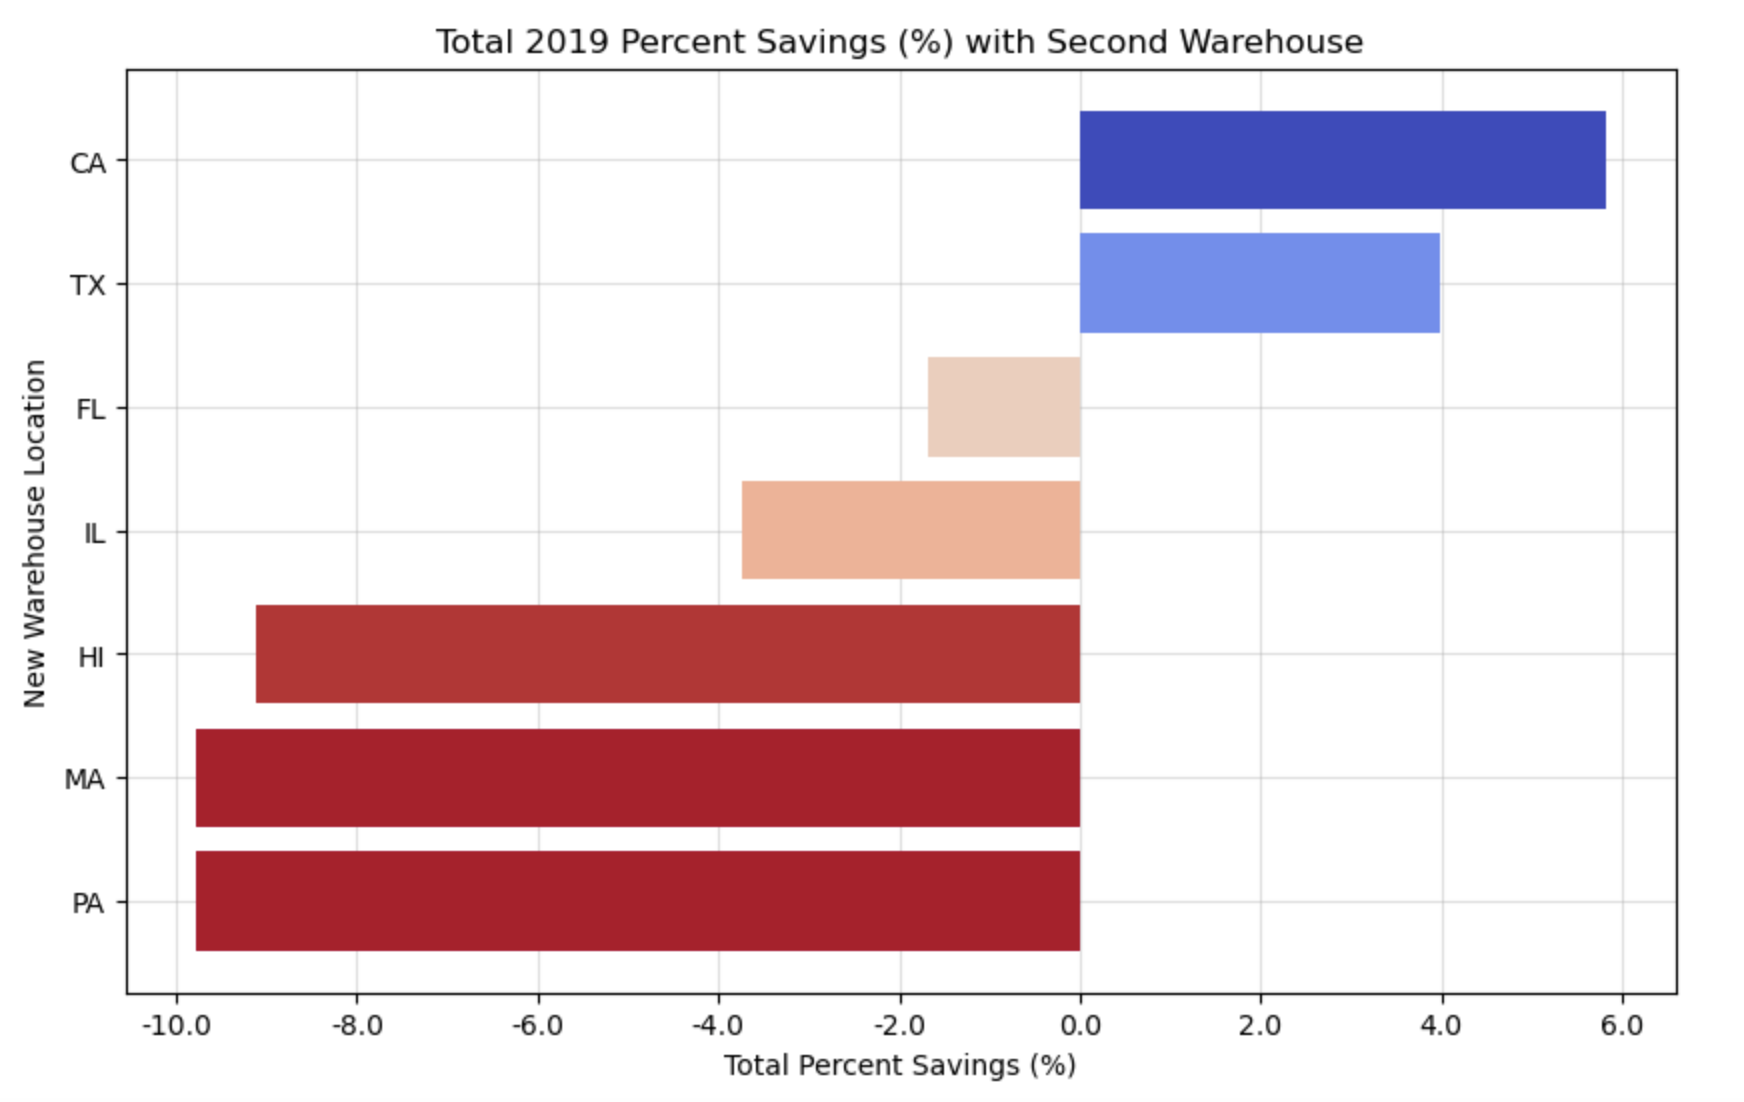 Total 2019 Percent Savings (%) with Second Warehouse
New Warehouse Location
CA
TX
FL
IL
HI
MA
PA
-10.0 -8.0 -6.0 -4.0 -2.0 0.0 2.0 4.0 6.0
Total Percent Savings (%)